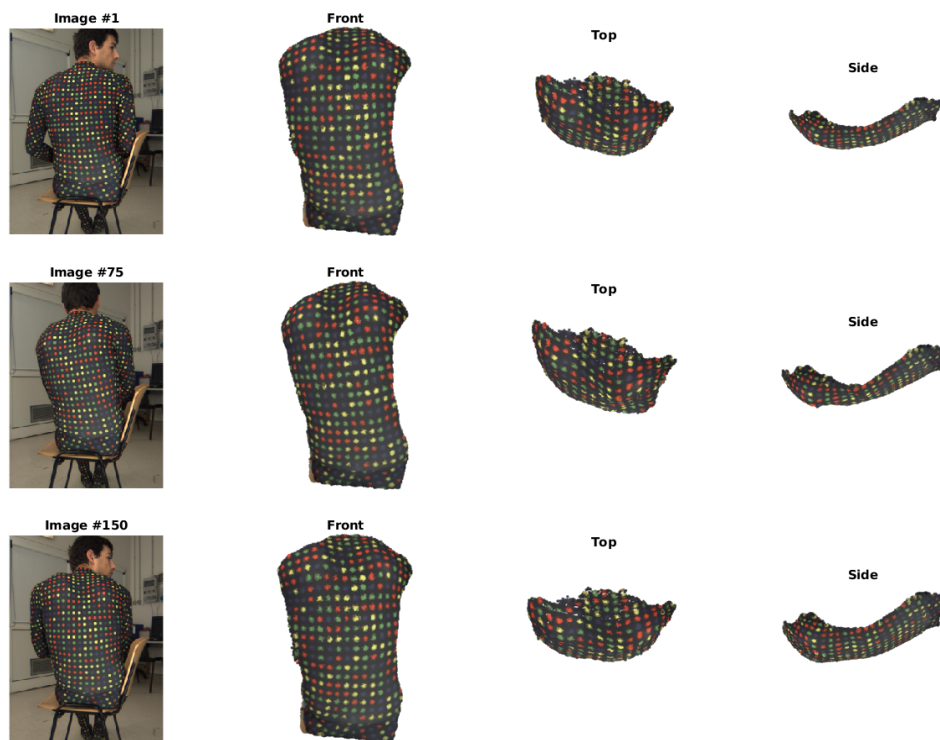 Image #1
Front
Top
Side
Image #75
Front
Top
Side
Image #150
Front
Top
Side